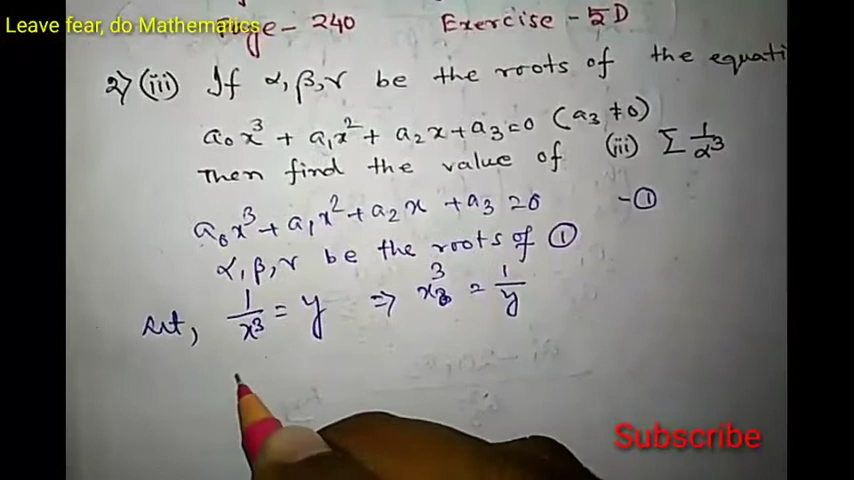 Leave fear, do Mathematics
Page - 240 Exercise - 5D
2) (iii) If α, β, γ be the roots of the equati
a₀x³ + a₁x² + a₂x + a₃ = 0 (a₃ ≠ 0)
Then find the value of (iii) Σ 1/α³
a₀x³ + a₁x² + a₂x + a₃ = 0 - ①
α, β, γ be the roots of ①
Let, 1/x³ = y ⇒ x³ = 1/y
Subscribe